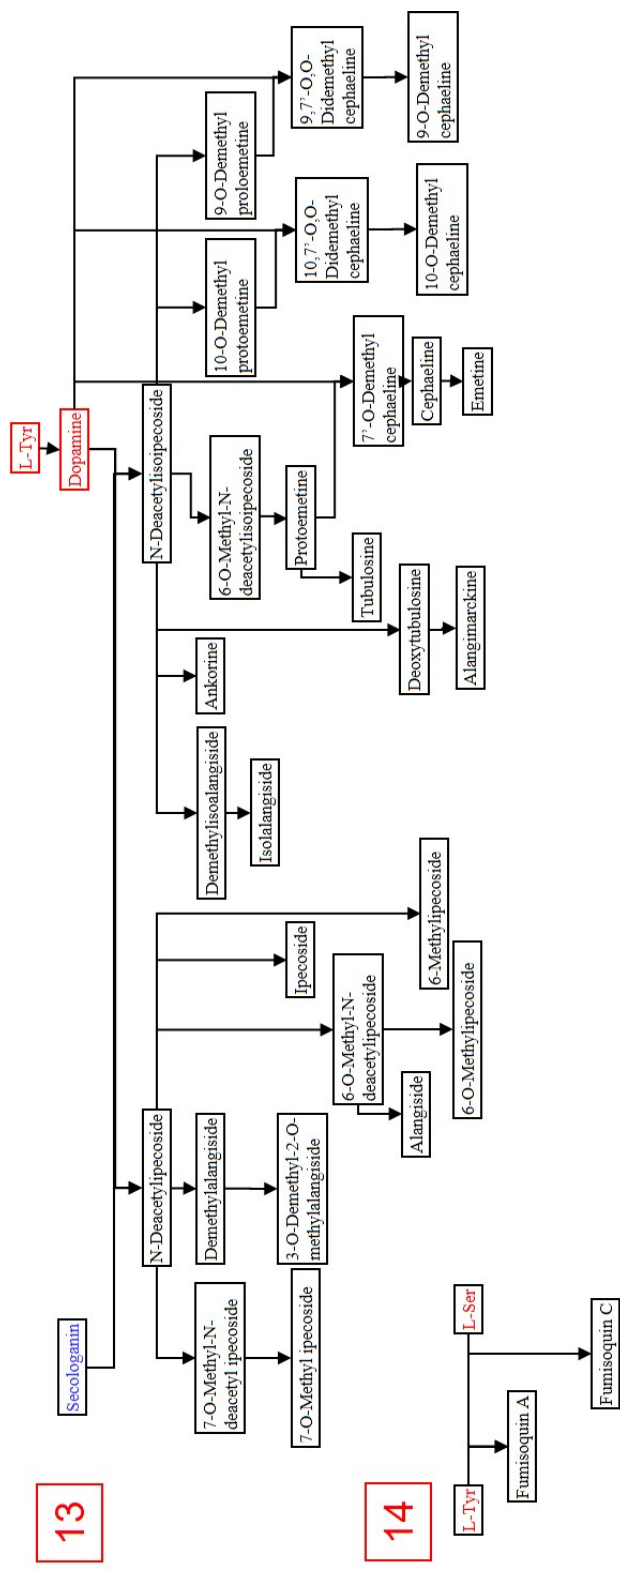 13
Secologanin
L-Tyr
Dopamine
N-Deacetylipecoside
N-Deacetylisoipecoside
7-O-Methyl-N-
deacetyl ipecoside
Demethylalangiside
Demethylisoalangiside
Ankorine
6-O-Methyl-N-
deacetylisoipecoside
10-O-Demethyl
protoemetine
9-O-Demethyl
proloemetine
7-O-Methyl ipecoside
3-O-Demethyl-2-O-
methylalangiside
Ipecoside
Isolalangiside
Protoemetine
10,7'-O,O-
Didemethyl
cephaeline
9,7'-O,O-
Didemethyl
cephaeline
6-O-Methyl-N-
deacetylipecoside
Tubulosine
7'-O-Demethyl
cephaeline
Alangiside
6-Methylipecoside
Deoxytubulosine
Cephaeline
10-O-Demethyl
cephaeline
9-O-Demethyl
cephaeline
6-O-Methylipecoside
Alangimarckine
Emetine
14
L-Tyr
L-Ser
Fumisoquin A
Fumisoquin C